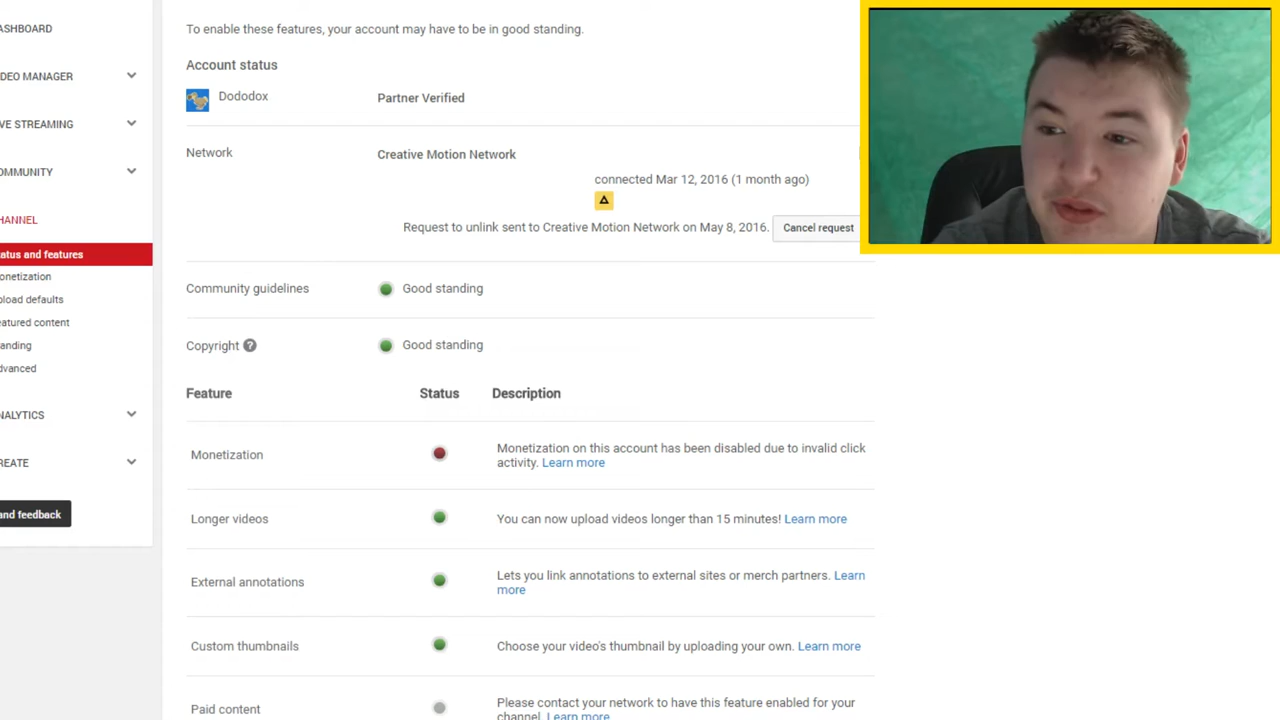 To enable these features, your account may have to be in good standing.
ASHBOARD
Account status
DEO MANAGER
Dododox
Partner Verified
VE STREAMING
Network
Creative Motion Network
OMMUNITY
connected Mar 12, 2016 (1 month ago)
HANNEL
Request to unlink sent to Creative Motion Network on May 8, 2016.
Cancel request
atus and features
onetization
Community guidelines
Good standing
pload defaults
eatured content
anding
Copyright ?
Good standing
dvanced
Feature
Status
Description
NALYTICS
Monetization
Monetization on this account has been disabled due to invalid click
activity. Learn more
REATE
and feedback
Longer videos
You can now upload videos longer than 15 minutes! Learn more
External annotations
Lets you link annotations to external sites or merch partners. Learn
more
Custom thumbnails
Choose your video's thumbnail by uploading your own. Learn more
Paid content
Please contact your network to have this feature enabled for your
channel. Learn more